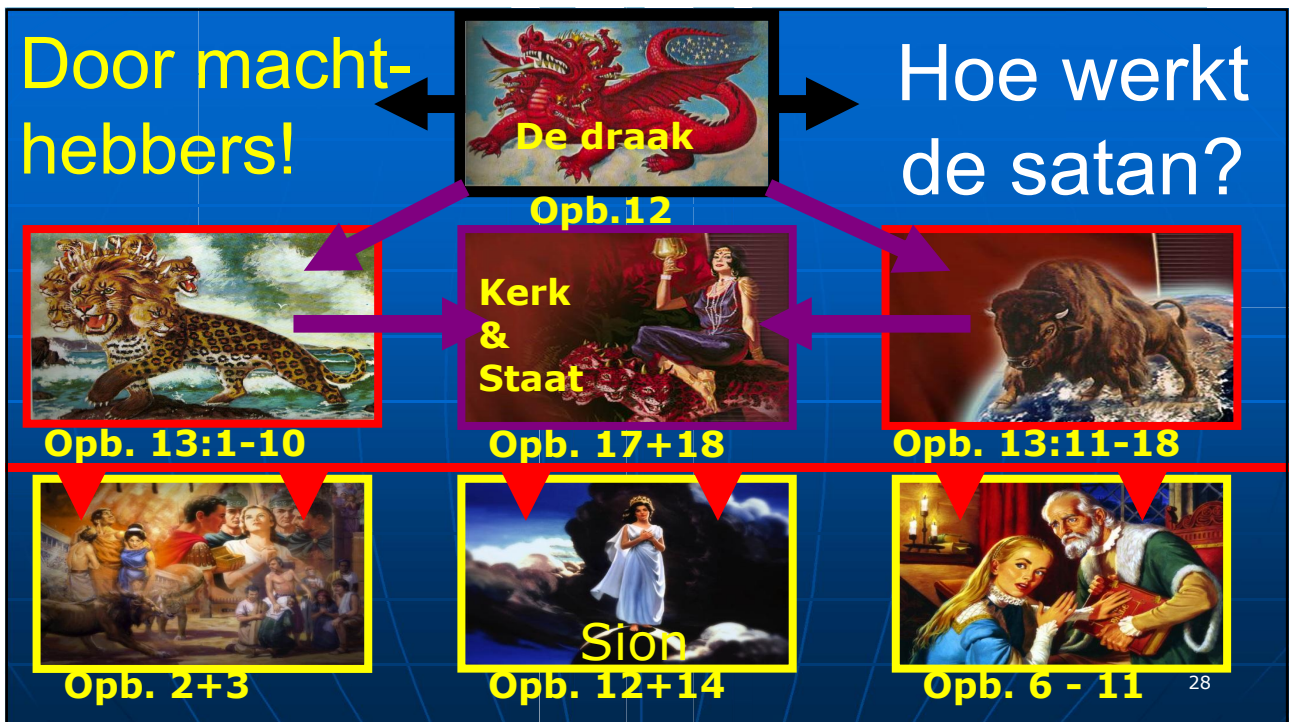 Door macht-
hebbers!
De draak
Opb.12
Hoe werkt
de satan?
Kerk
&
Staat
Opb. 13:1-10
Opb. 17+18
Opb. 13:11-18
Sion
Opb. 2+3
Opb. 12+14
Opb. 6 - 11
28